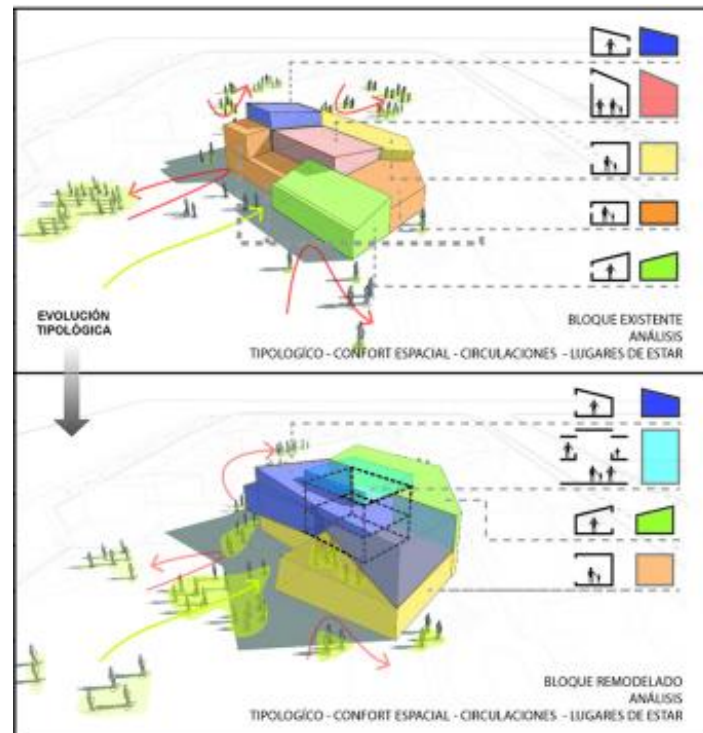 BLOQUE EXISTENTE
ANÁLISIS
TIPOLOGÍCO - CONFORT ESPACIAL - CIRCULACIONES - LUGARES DE ESTAR
EVOLUCIÓN
TIPOLÓGICA
BLOQUE REMODELADO
ANÁLISIS
TIPOLOGÍCO - CONFORT ESPACIAL - CIRCULACIONES - LUGARES DE ESTAR